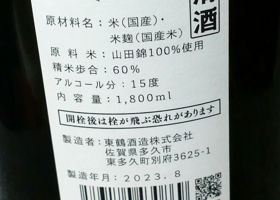 清酒
原材料名:米(国産)・
米麹(国産米)
原料米:山田錦100%使用
精米歩合:60%
アルコール分:15度
内容量:1,800ml
開栓後は栓が飛ぶ恐れがあります
製造者:東鶴酒造株式会社
佐賀県多久市
東多久町別府3625-1
製造年月 2023.8